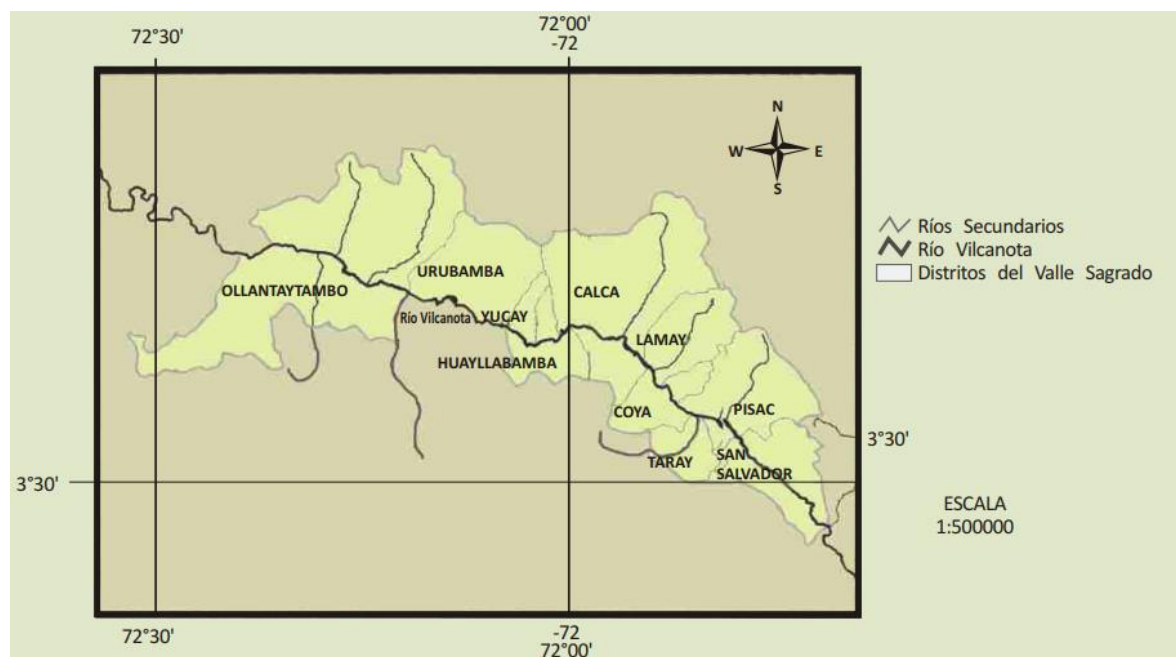 72°30'
72°00'
-72
N
W E
S
Ríos Secundarios
Río Vilcanota
Distritos del Valle Sagrado
URUBAMBA
OLLANTAYTAMBO
CALCA
Río Vilcanota
YUCAY
LAMAY
HUAYLLABAMBA
COYA
PISAC
3°30'
TARAY
SAN
SALVADOR
3°30'
ESCALA
1:500000
72°30'
-72
72°00'